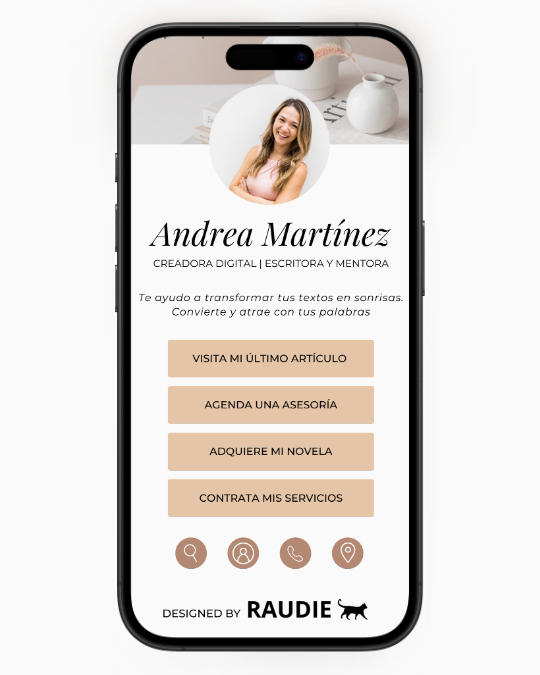 Andrea Martínez
CREADORA DIGITAL | ESCRITORA Y MENTORA
Te ayudo a transformar tus textos en sonrisas.
Convierte y atrae con tus palabras
VISITA MI ÚLTIMO ARTÍCULO
AGENDA UNA ASESORÍA
ADQUIERE MI NOVELA
CONTRATA MIS SERVICIOS
DESIGNED BY RAUDIE